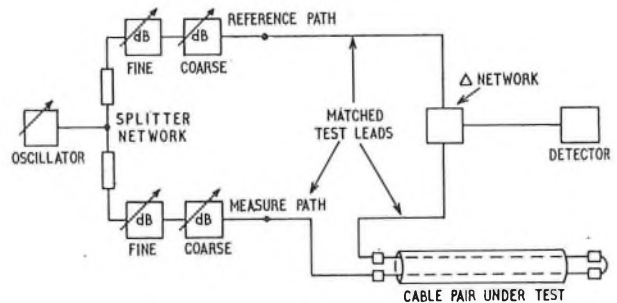 REFERENCE PATH
dB
dB
FINE
COARSE
OSCILLATOR
SPLITTER
NETWORK
MATCHED
TEST LEADS
Δ NETWORK
DETECTOR
MEASURE PATH
dB
dB
FINE
COARSE
CABLE PAIR UNDER TEST